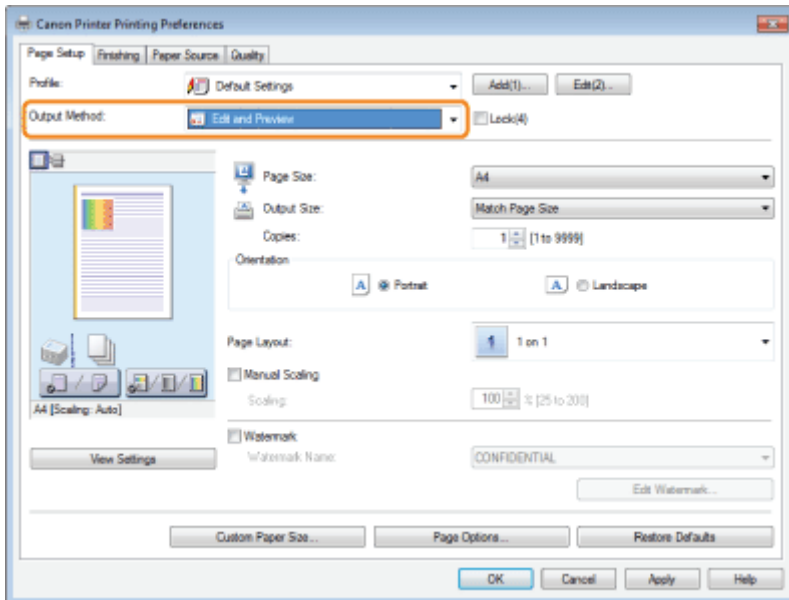 Canon Printer Printing Preferences
Page Setup Finishing Paper Source Quality
Profile: Default Settings Add(1)... Edit(2)...
Output Method: Edit and Preview Lock(4)
Page Size: A4
Output Size: Match Page Size
Copies: 1 [1 to 9999]
Orientation
A Portrait A Landscape
Page Layout: 1 1 on 1
Manual Scaling
Scaling: 100 % [25 to 200]
A4 [Scaling: Auto]
Watermark
View Settings Watermark Name: CONFIDENTIAL
Edit Watermark...
Custom Paper Size... Page Options... Restore Defaults
OK Cancel Apply Help